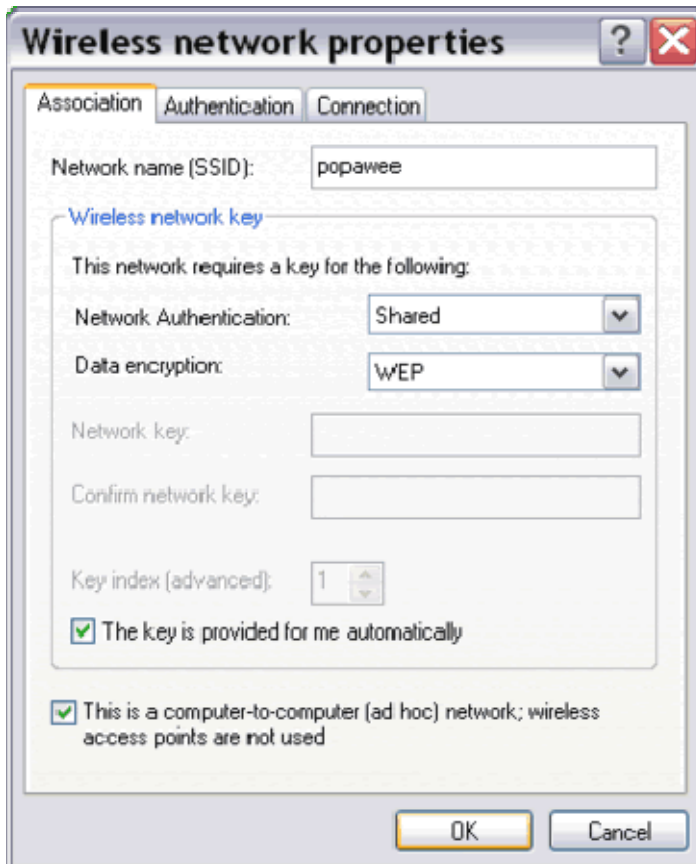 Wireless network properties
Association Authentication Connection
Network name (SSID): popawee
Wireless network key
This network requires a key for the following:
Network Authentication: Shared
Data encryption: WEP
Network key:
Confirm network key:
Key index (advanced): 1
The key is provided for me automatically
This is a computer-to-computer (ad hoc) network; wireless
access points are not used
OK Cancel